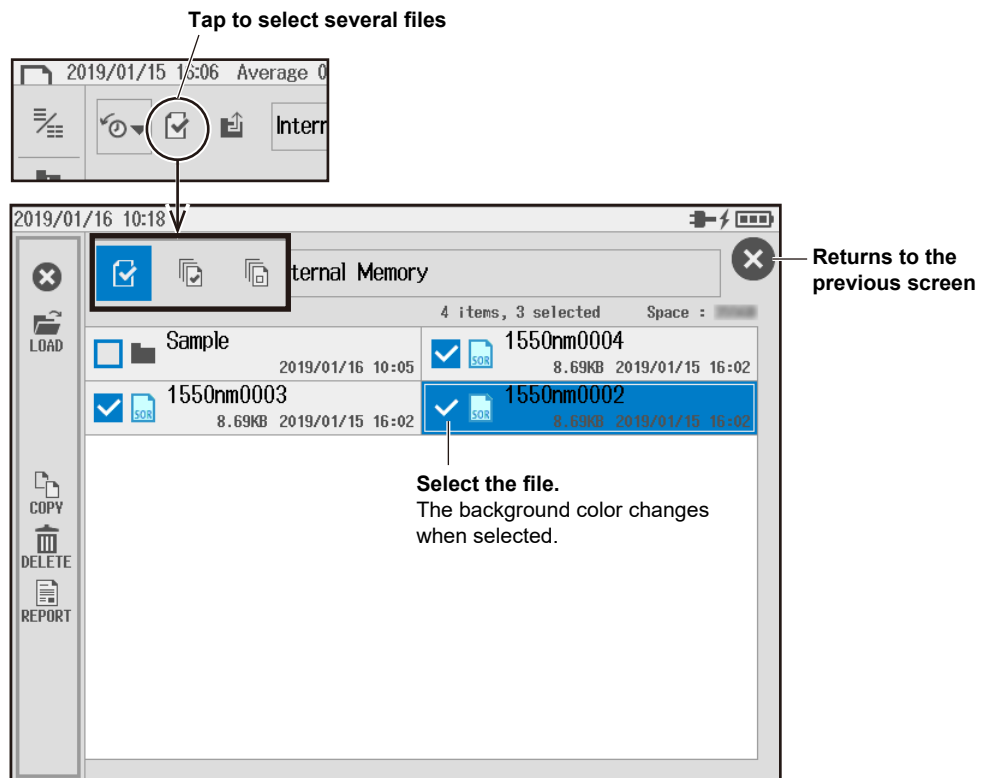 Tap to select several files
2019/01/15 16:06 Average 0
Intern
2019/01/16 10:18
ternal Memory
Returns to the
previous screen
4 items, 3 selected Space :
LOAD
Sample
2019/01/16 10:05
1550nm0004
SOR
8.69KB 2019/01/15 16:02
1550nm0003
SOR
8.69KB 2019/01/15 16:02
1550nm0002
SOR
8.69KB 2019/01/15 16:02
Select the file.
The background color changes
when selected.
COPY
DELETE
REPORT